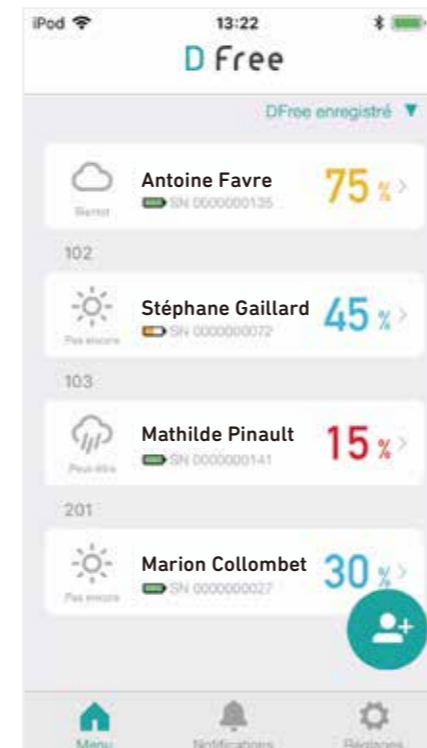 iPod 13:22
D Free
DFree enregistré ▼
Antoine Favre 75 % >
Bientôt SN 0000000135
102
Stéphane Gaillard 45 % >
Pas encore SN 0000000072
103
Mathilde Pinault 15 % >
Peut-être SN 0000000141
201
Marion Collombet 30 % >
Pas encore SN 0000000027
Menu Notifications Réglages